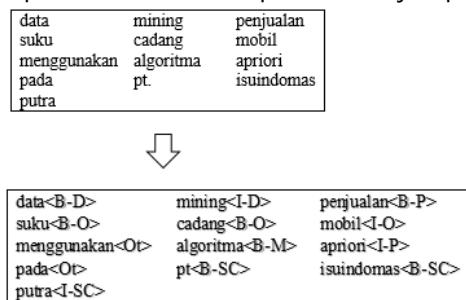 data mining penjualan
suku cadang mobil
menggunakan algoritma apriori
pada pt. isuindomas
putra
data<B-D> mining<I-D> penjualan<B-P>
suku<B-O> cadang<B-O> mobil<I-O>
menggunakan<Ot> algoritma<B-M> apriori<I-P>
pada<Ot> pt<B-SC> isuindomas<B-SC>
putra<I-SC>